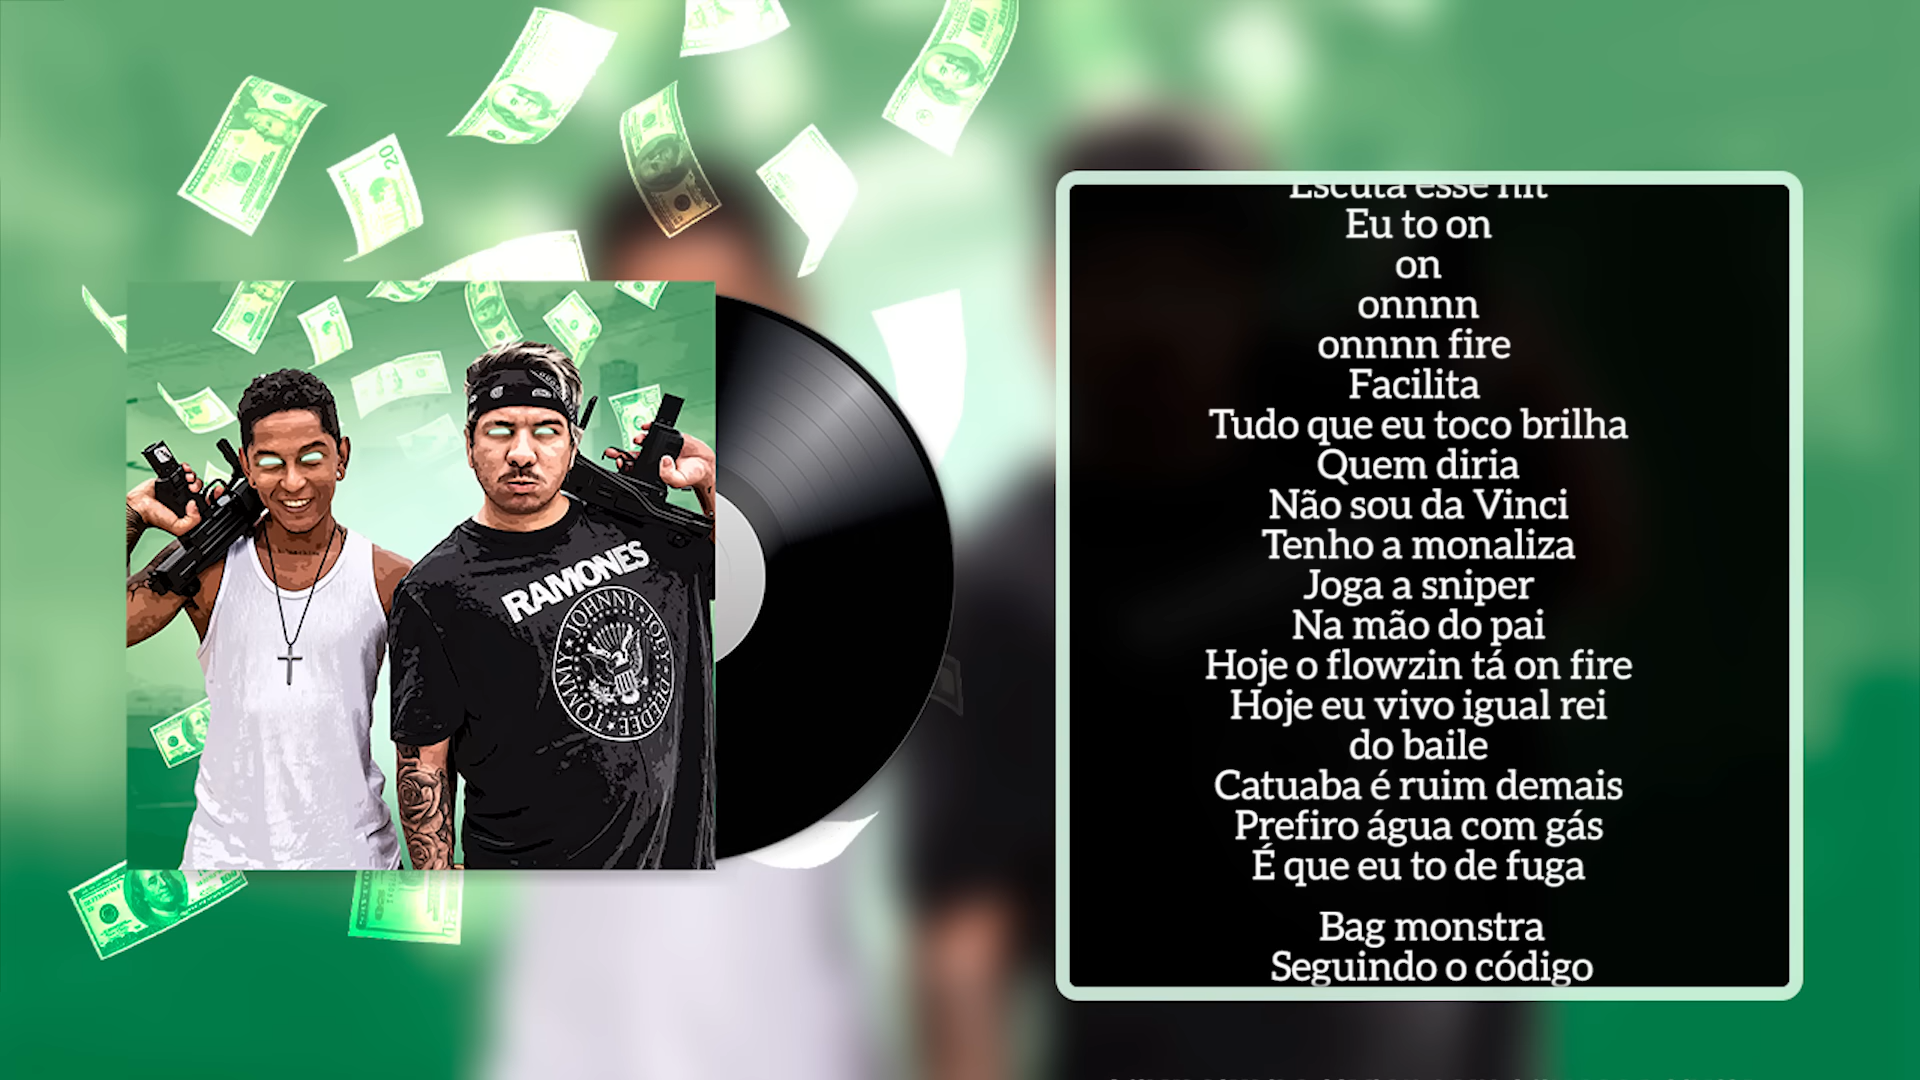 RAMONES
JOHNNY JOEY DEEDEE TOMMY
Escuta esse hit
Eu to on
on
onnnn
onnnn fire
Facilita
Tudo que eu toco brilha
Quem diria
Não sou da Vinci
Tenho a monaliza
Joga a sniper
Na mão do pai
Hoje o flowzin tá on fire
Hoje eu vivo igual rei
do baile
Catuaba é ruim demais
Prefiro água com gás
É que eu to de fuga
Bag monstra
Seguindo o código